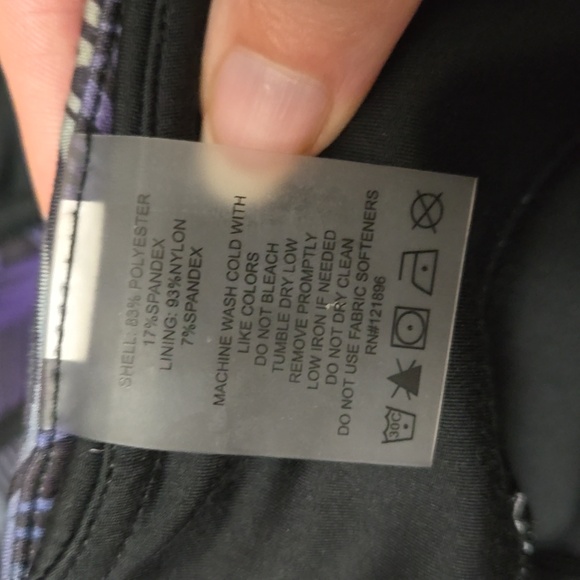 SHELL: 83% POLYESTER
17%SPANDEX
LINING: 93%NYLON
7%SPANDEX
MACHINE WASH COLD WITH
LIKE COLORS
DO NOT BLEACH
TUMBLE DRY LOW
REMOVE PROMPTLY
LOW IRON IF NEEDED
DO NOT DRY CLEAN
DO NOT USE FABRIC SOFTENERS
RN#121896
30C